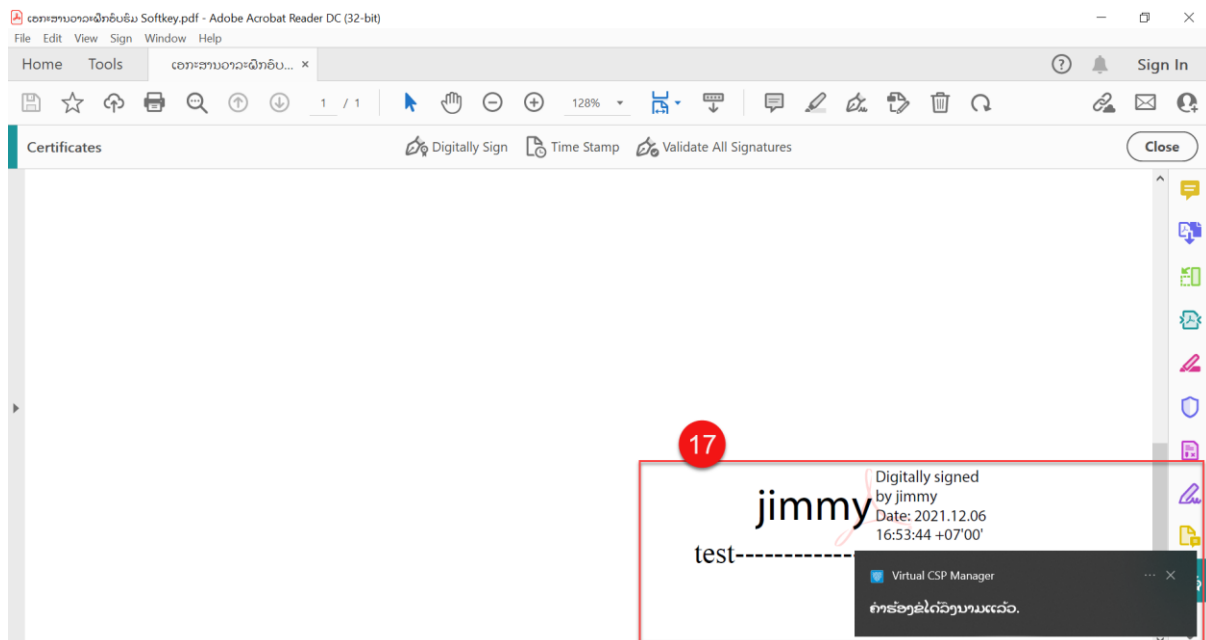 ເອກະສານວາລະຝຶກອົບຮົມ Softkey.pdf - Adobe Acrobat Reader DC (32-bit)
File Edit View Sign Window Help
Home Tools ເອກະສານວາລະຝຶກອົບ... × Sign In
1 / 1 128%
Certificates Digitally Sign Time Stamp Validate All Signatures Close
17
jimmy
Digitally signed
by jimmy
Date: 2021.12.06
16:53:44 +07'00'
test------------
Virtual CSP Manager
ຄໍາຮ້ອງຂໍໄດ້ລົງນາມແລ້ວ.